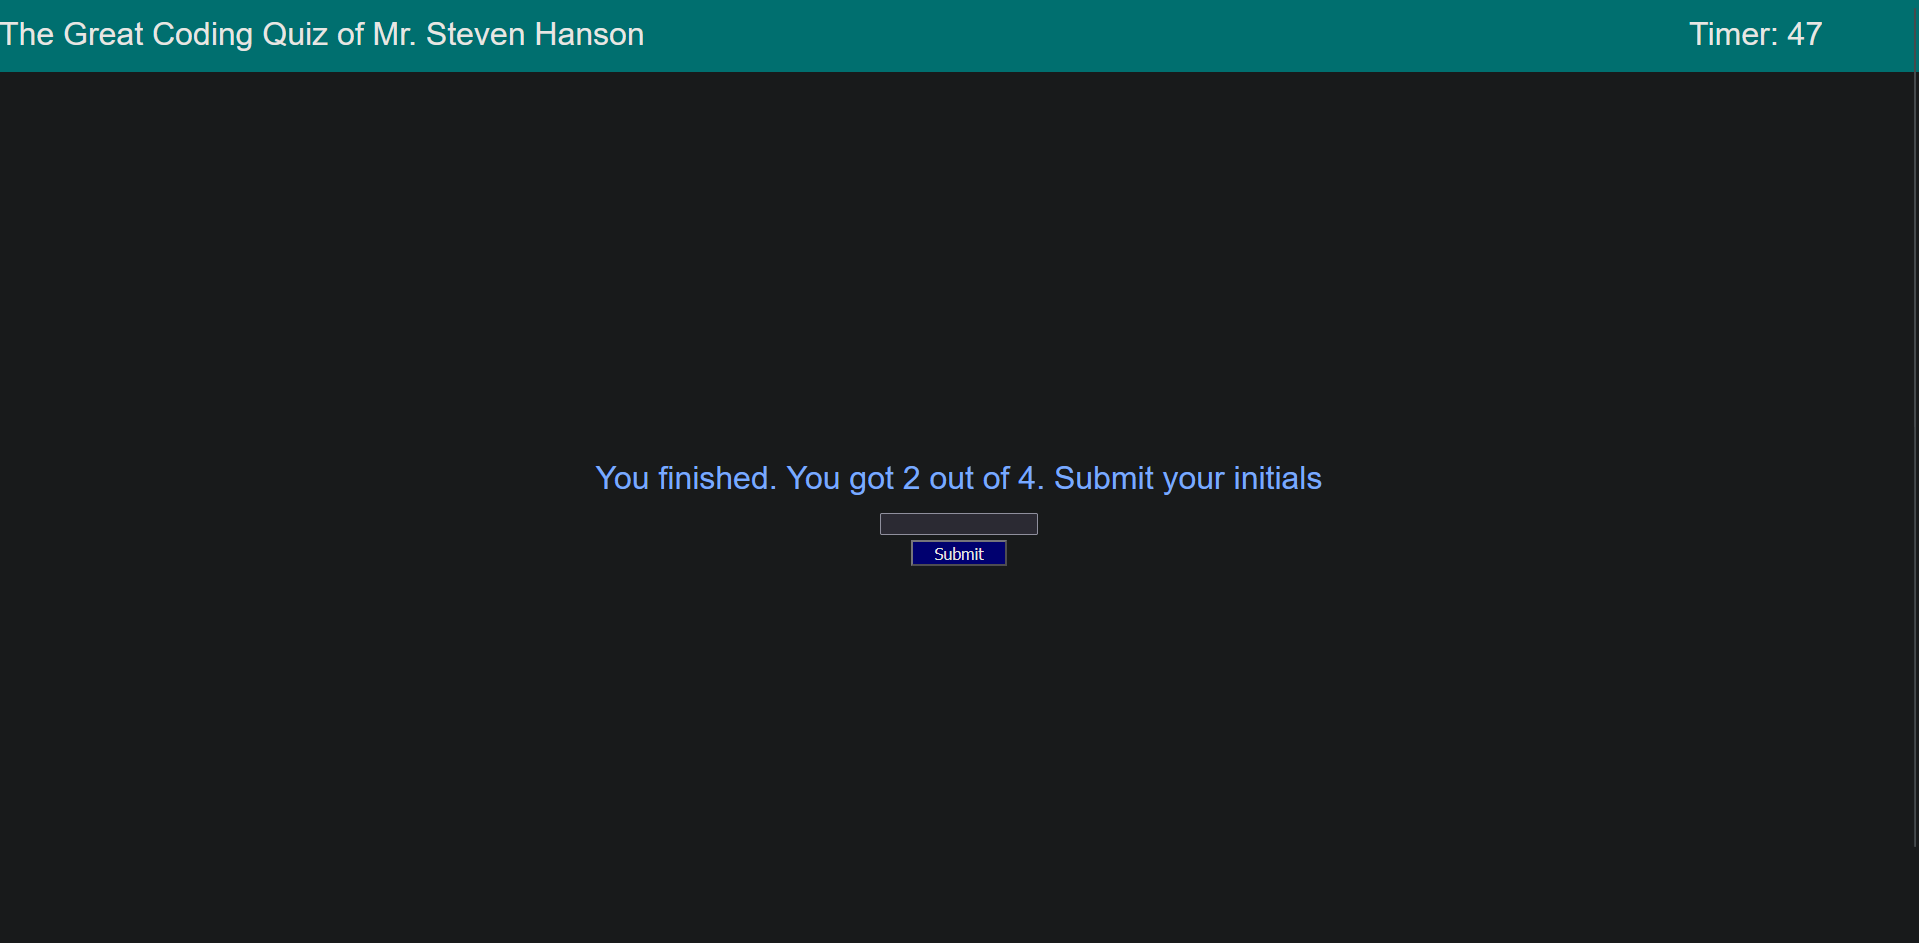 The Great Coding Quiz of Mr. Steven Hanson
Timer: 47
You finished. You got 2 out of 4. Submit your initials
Submit